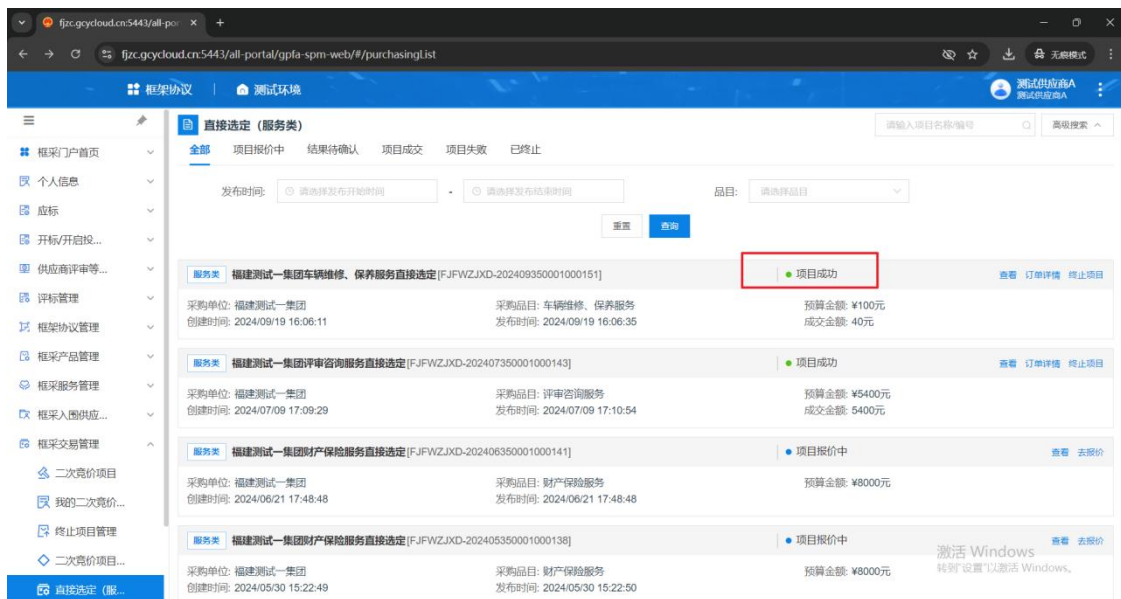 fjzc.gcycloud.cn:5443/all-por
fjzc.gcycloud.cn:5443/all-portal/gpfa-spm-web/#/purchasingList
无痕模式
框架协议
测试环境
测试供应商A
测试供应商A
框采门户首页
个人信息
应标
开标/开启投...
供应商评审等...
评标管理
框架协议管理
框采产品管理
框采服务管理
框采入围供应...
框采交易管理
二次竞价项目
我的二次竞价...
终止项目管理
二次竞价项目...
直接选定（服...
直接选定（服务类）
请输入项目名称/编号
高级搜索
全部 项目报价中 结果待确认 项目成交 项目失败 已终止
发布时间: 请选择发布开始时间 - 请选择发布结束时间 品目: 请选择品目
重置 查询
服务类 福建测试一集团车辆维修、保养服务直接选定[FJFWZJXD-202409350001000151] 项目成功 查看 订单详情 终止项目
采购单位: 福建测试一集团 采购品目: 车辆维修、保养服务 预算金额: ¥100元
创建时间: 2024/09/19 16:06:11 发布时间: 2024/09/19 16:06:35 成交金额: 40元
服务类 福建测试一集团评审咨询服务直接选定[FJFWZJXD-202407350001000143] 项目成功 查看 订单详情 终止项目
采购单位: 福建测试一集团 采购品目: 评审咨询服务 预算金额: ¥5400元
创建时间: 2024/07/09 17:09:29 发布时间: 2024/07/09 17:10:54 成交金额: 5400元
服务类 福建测试一集团财产保险服务直接选定[FJFWZJXD-202406350001000141] 项目报价中 查看 去报价
采购单位: 福建测试一集团 采购品目: 财产保险服务 预算金额: ¥8000元
创建时间: 2024/06/21 17:48:48 发布时间: 2024/06/21 17:48:48
服务类 福建测试一集团财产保险服务直接选定[FJFWZJXD-202405350001000138] 项目报价中 查看 去报价
采购单位: 福建测试一集团 采购品目: 财产保险服务 预算金额: ¥8000元
创建时间: 2024/05/30 15:22:49 发布时间: 2024/05/30 15:22:50
激活 Windows
转到"设置"以激活 Windows。